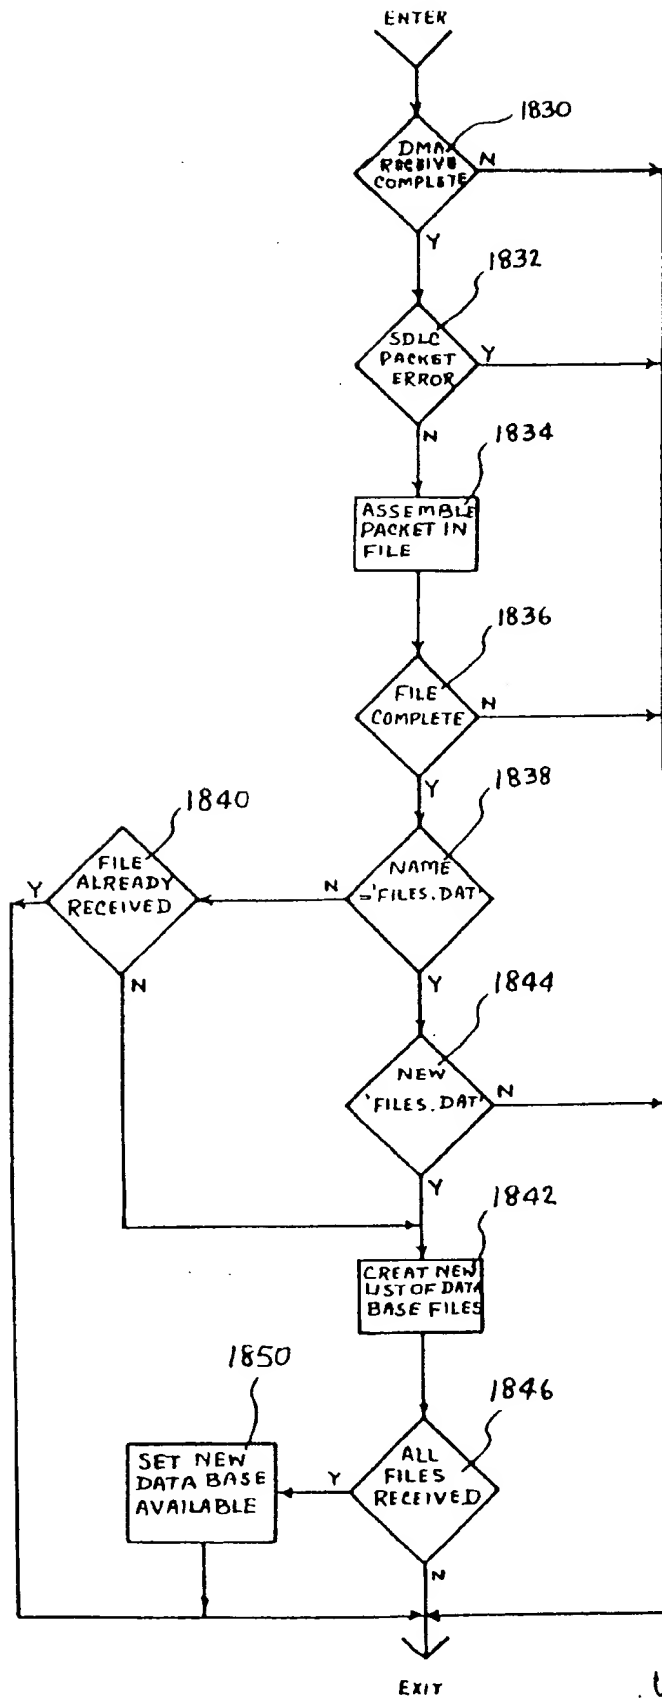 ENTER
1830
DMA
RECEIVE
COMPLETE
N
Y
1832
SDLC
PACKET
ERROR
Y
N
1834
ASSEMBLE
PACKET IN
FILE
1836
FILE
COMPLETE
N
Y
1838
1840
NAME
='FILES.DAT'
N
FILE
ALREADY
RECEIVED
Y
N
Y
1844
NEW
'FILES.DAT'
N
Y
1842
CREAT NEW
LIST OF DATA
BASE FILES
1850
1846
SET NEW
DATA BASE
AVAILABLE
Y
ALL
FILES
RECEIVED
N
EXIT